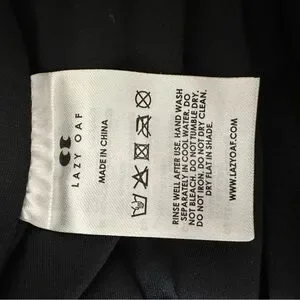 LAZY OAF
MADE IN CHINA
RINSE WELL AFTER USE. HAND WASH
SEPARATELY IN COOL WATER. DO
NOT BLEACH. DO NOT TUMBLE DRY.
DO NOT IRON. DO NOT DRY CLEAN.
DRY FLAT IN SHADE.
WWW.LAZYOAF.COM